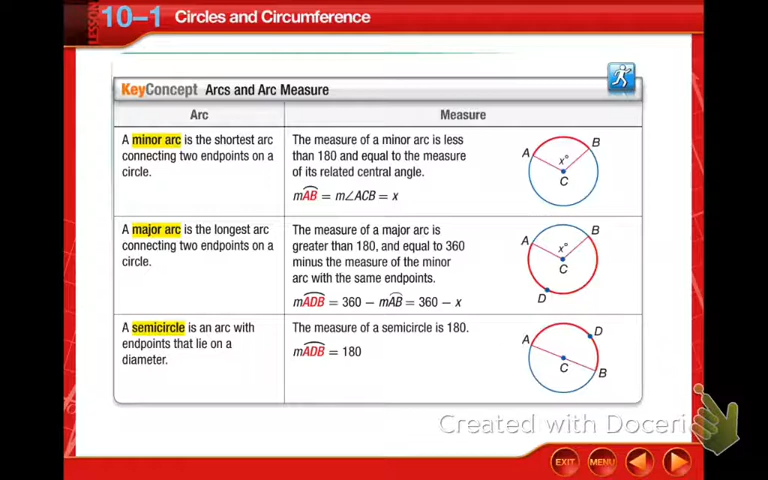 LESSON
10–1 Circles and Circumference
KeyConcept Arcs and Arc Measure
Arc
Measure
A minor arc is the shortest arc
connecting two endpoints on a
circle.
The measure of a minor arc is less
than 180 and equal to the measure
of its related central angle.
mAB = m∠ACB = x
A
B
x°
C
A major arc is the longest arc
connecting two endpoints on a
circle.
The measure of a major arc is
greater than 180, and equal to 360
minus the measure of the minor
arc with the same endpoints.
mADB = 360 − mAB = 360 − x
A
B
x°
C
D
A semicircle is an arc with
endpoints that lie on a
diameter.
The measure of a semicircle is 180.
mADB = 180
A
D
C
B
Created with Doceri
EXIT
MENU